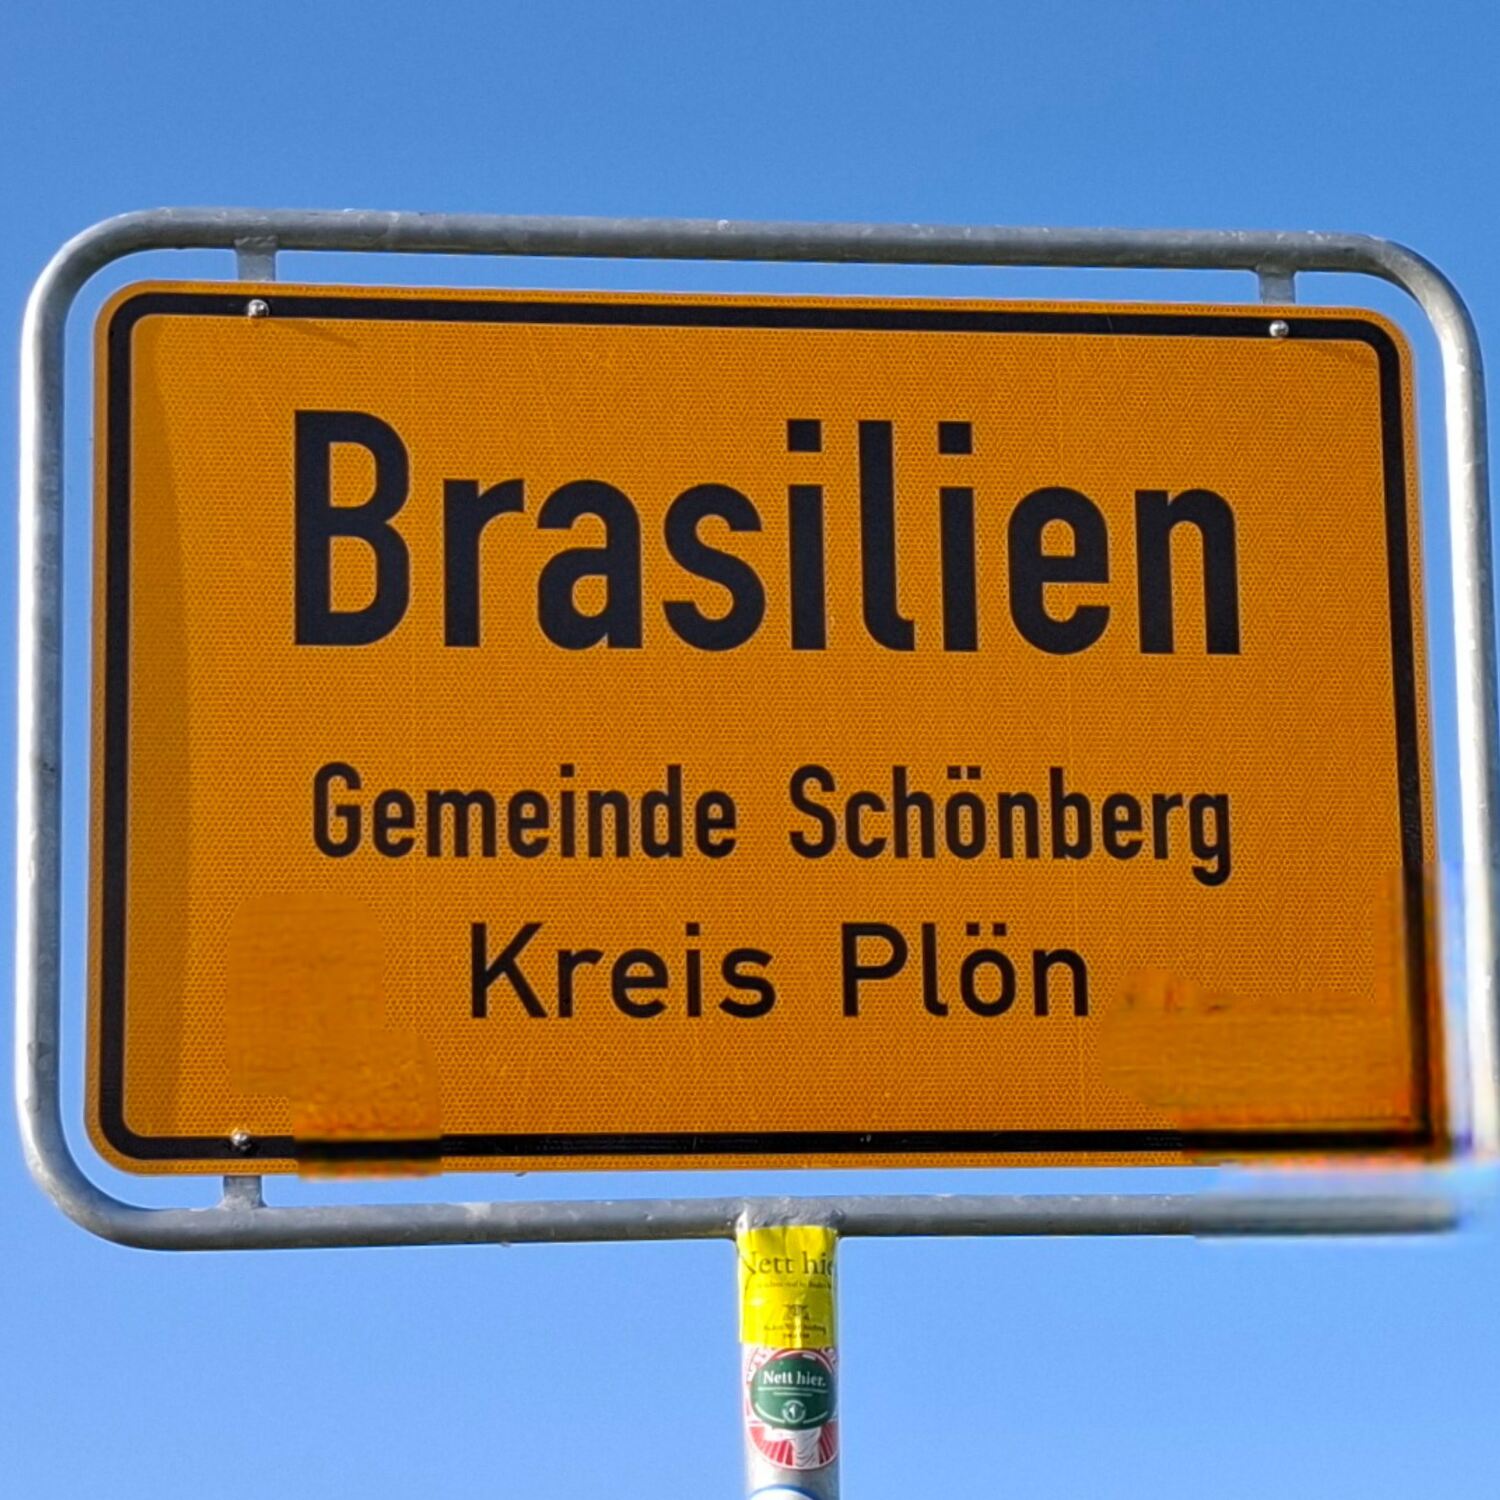 Brasilien
Gemeinde Schönberg
Kreis Plön
Nett hier.